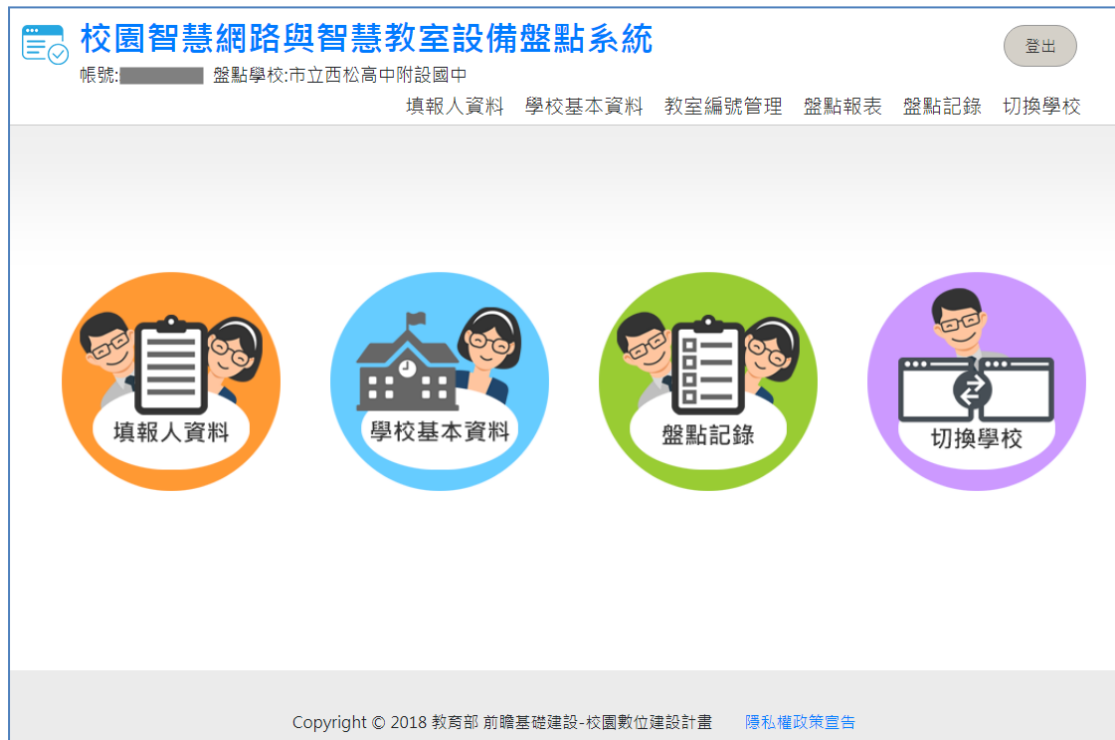 校園智慧網路與智慧教室設備盤點系統
登出
帳號: 盤點學校:市立西松高中附設國中
填報人資料 學校基本資料 教室編號管理 盤點報表 盤點記錄 切換學校
填報人資料
學校基本資料
盤點記錄
切換學校
Copyright © 2018 教育部 前瞻基礎建設-校園數位建設計畫 隱私權政策宣告